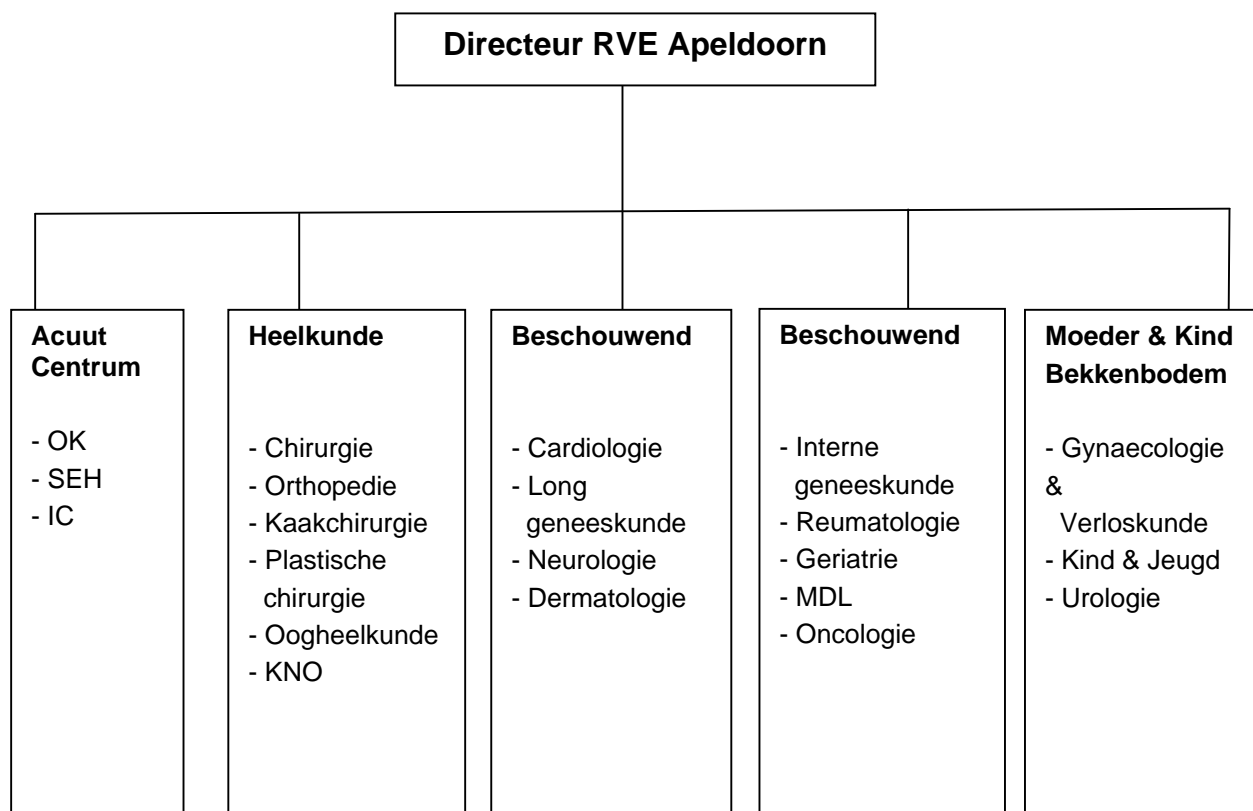 Directeur RVE Apeldoorn
Acuut
Centrum
- OK
- SEH
- IC
Heelkunde
- Chirurgie
- Orthopedie
- Kaakchirurgie
- Plastische
chirurgie
- Oogheelkunde
- KNO
Beschouwend
- Cardiologie
- Long
geneeskunde
- Neurologie
- Dermatologie
Beschouwend
- Interne
geneeskunde
- Reumatologie
- Geriatrie
- MDL
- Oncologie
Moeder & Kind
Bekkenbodem
- Gynaecologie
&
Verloskunde
- Kind & Jeugd
- Urologie